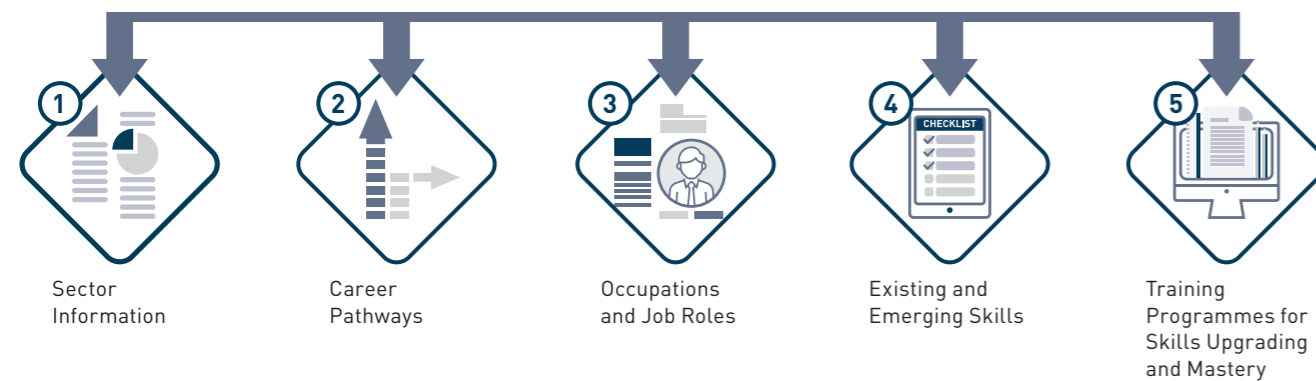 1
Sector
Information
2
Career
Pathways
3
Occupations
and Job Roles
4
CHECKLIST
Existing and
Emerging Skills
5
Training
Programmes for
Skills Upgrading
and Mastery